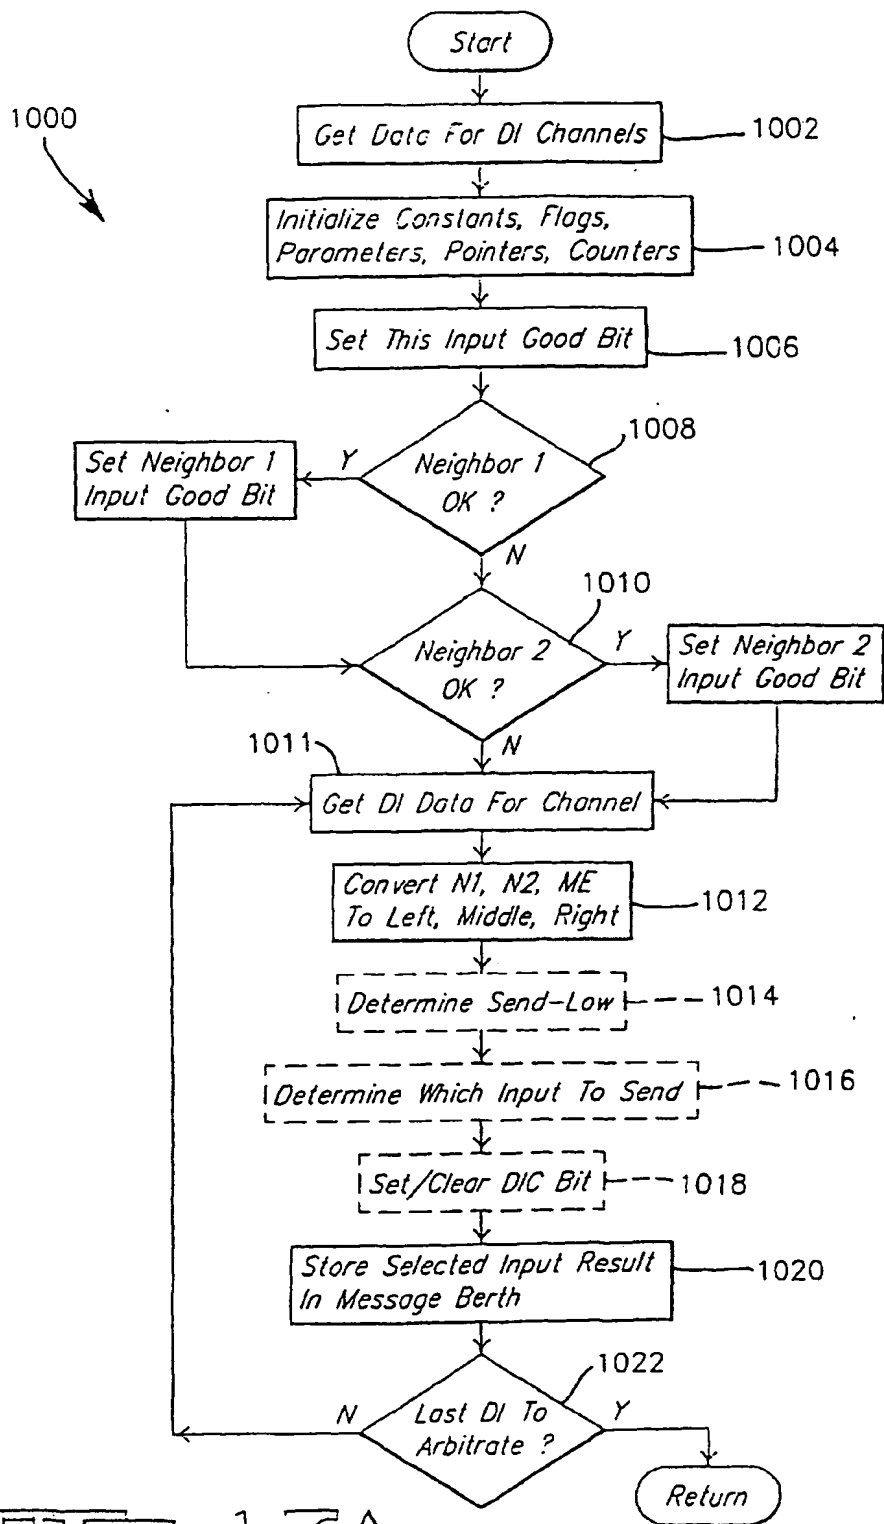 Start
1000
Get Data For DI Channels
1002
Initialize Constants, Flags,
Parameters, Pointers, Counters
1004
Set This Input Good Bit
1006
Neighbor 1
OK ?
1008
Y
Set Neighbor 1
Input Good Bit
N
Neighbor 2
OK ?
1010
Y
Set Neighbor 2
Input Good Bit
N
1011
Get DI Data For Channel
Convert N1, N2, ME
To Left, Middle, Right
1012
Determine Send-Low
1014
Determine Which Input To Send
1016
Set/Clear DIC Bit
1018
Store Selected Input Result
In Message Berth
1020
Last DI To
Arbitrate ?
1022
N
Y
Return